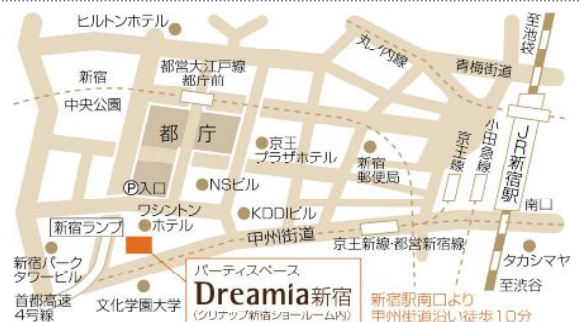 ヒルトンホテル
至池袋
丸ノ内線
青梅街道
新宿
中央公園
都営大江戸線
都庁前
都庁
京王
プラザホテル
新宿
郵便局
京王線
小田急線
JR新宿駅
Ⓟ入口
NSビル
ワシントン
ホテル
KDDIビル
南口
新宿ランプ
甲州街道
京王新線・都営新宿線
新宿パーク
タワービル
タカシマヤ
至渋谷
首都高速
4号線
文化学園大学
パーティスペース
Dreamia新宿
(クリナップ新宿ショールーム内)
新宿駅南口より
甲州街道沿い徒歩10分